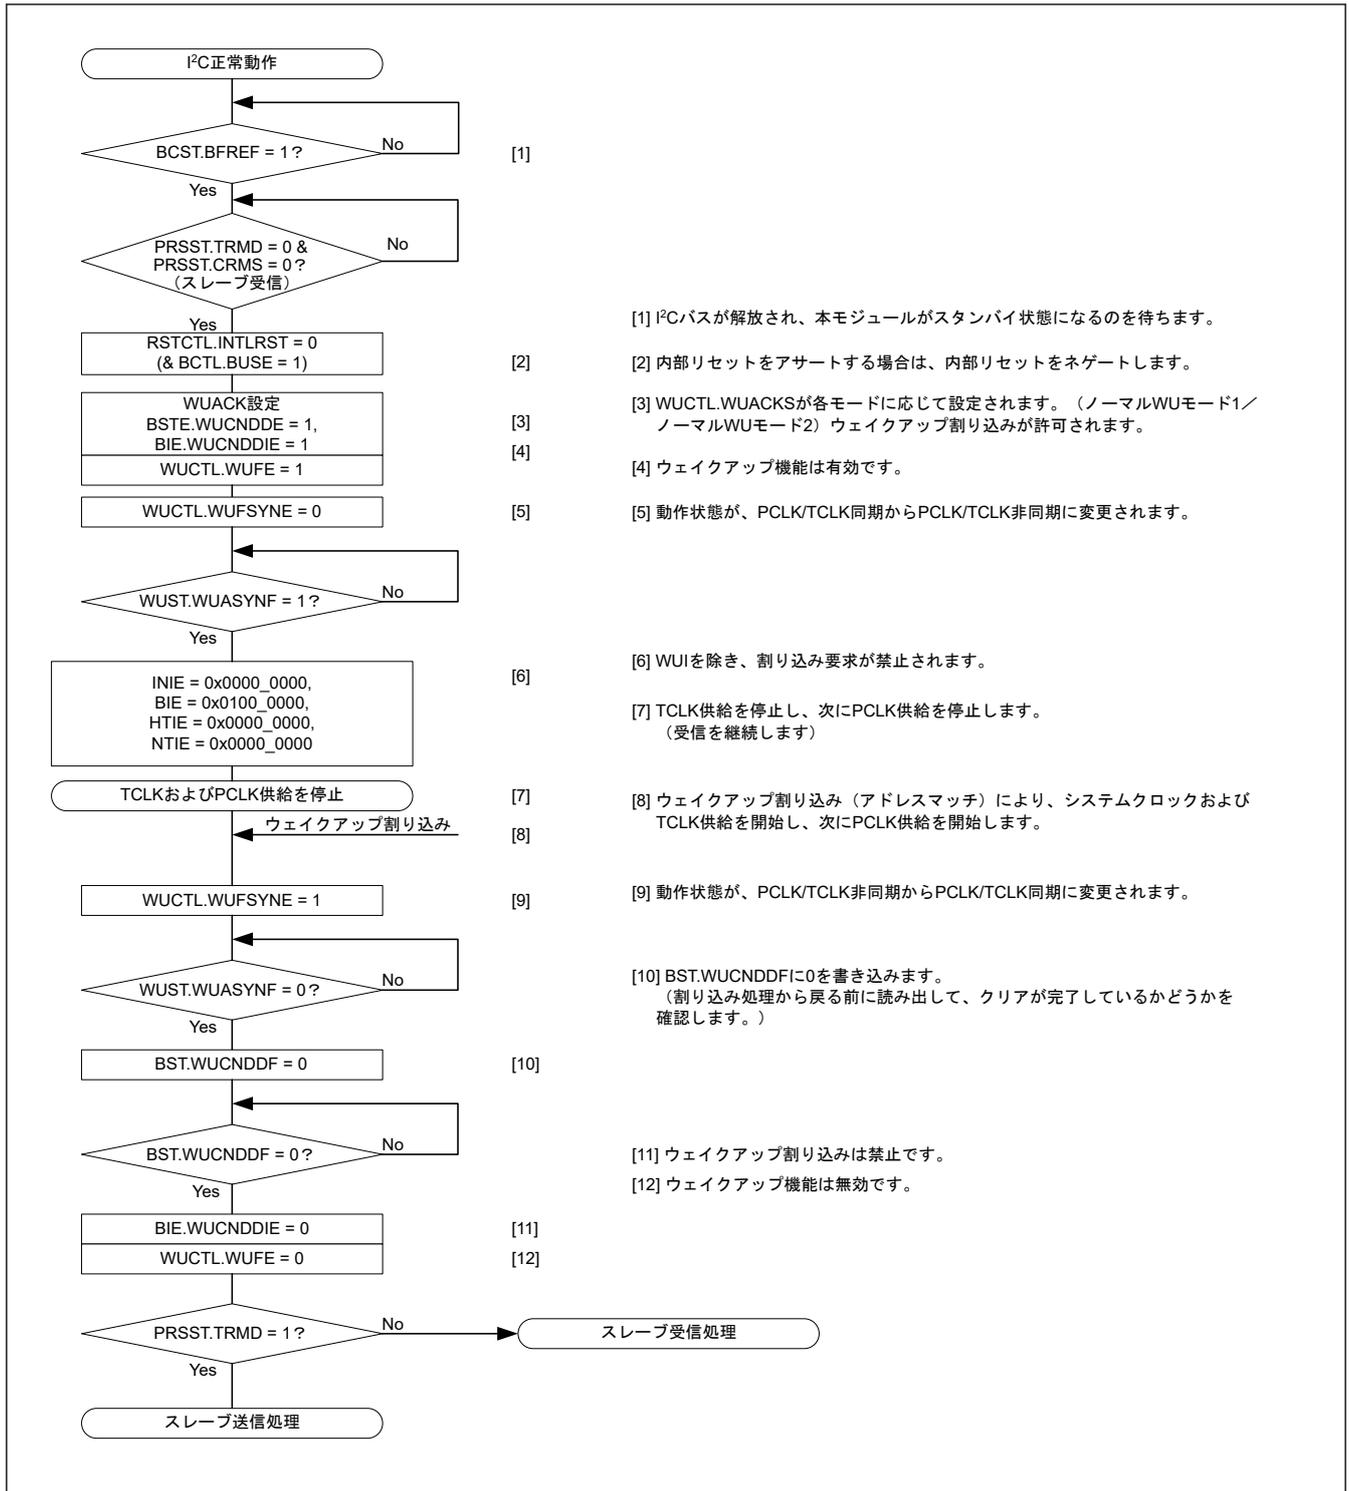 I²C正常動作
BCST.BFREF = 1?
No
[1]
Yes
PRSST.TRMD = 0 &
PRSST.CRMS = 0?
(スレーブ受信)
No
Yes
RSTCTL.INTLRST = 0
(& BCTL.BUSE = 1)
[2]
WUACK設定
BSTE.WUCNDDE = 1,
BIE.WUCNDDIE = 1
[3]
WUCTL.WUFE = 1
[4]
WUCTL.WUFSYNE = 0
[5]
WUST.WUASYNF = 1?
No
Yes
INIE = 0x0000_0000,
BIE = 0x0100_0000,
HTIE = 0x0000_0000,
NTIE = 0x0000_0000
[6]
TCLKおよびPCLK供給を停止
[7]
ウェイクアップ割り込み
[8]
WUCTL.WUFSYNE = 1
[9]
WUST.WUASYNF = 0?
No
Yes
BST.WUCNDDF = 0
[10]
BST.WUCNDDF = 0?
No
Yes
BIE.WUCNDDIE = 0
[11]
WUCTL.WUFE = 0
[12]
PRSST.TRMD = 1?
No
スレーブ受信処理
Yes
スレーブ送信処理
[1] I²Cバスが解放され、本モジュールがスタンバイ状態になるのを待ちます。
[2] 内部リセットをアサートする場合は、内部リセットをネゲートします。
[3] WUCTL.WUACKSが各モードに応じて設定されます。(ノーマルWUモード1/
ノーマルWUモード2)ウェイクアップ割り込みが許可されます。
[4] ウェイクアップ機能は有効です。
[5] 動作状態が、PCLK/TCLK同期からPCLK/TCLK非同期に変更されます。
[6] WUIを除き、割り込み要求が禁止されます。
[7] TCLK供給を停止し、次にPCLK供給を停止します。
(受信を継続します)
[8] ウェイクアップ割り込み(アドレスマッチ)により、システムクロックおよび
TCLK供給を開始し、次にPCLK供給を開始します。
[9] 動作状態が、PCLK/TCLK非同期からPCLK/TCLK同期に変更されます。
[10] BST.WUCNDDFに0を書き込みます。
(割り込み処理から戻る前に読み出して、クリアが完了しているかどうかを
確認します。)
[11] ウェイクアップ割り込みは禁止です。
[12] ウェイクアップ機能は無効です。